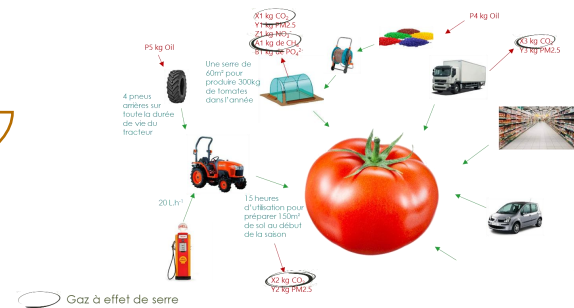 X1 kg CO₂
Y1 kg PM2.5
Z1 kg NO₃⁻
A1 kg de CH₄
B1 kg de PO₄²⁻
P4 kg Oil
X3 kg CO₂
Y3 kg PM2.5
P5 kg Oil
Une serre de
60m² pour
produire 300kg
de tomates
dans l'année
4 pneus
arrières sur
toute la durée
de vie du
tracteur
20 L.h⁻¹
15 heures
d'utilisation pour
préparer 150m²
de sol au début
de la saison
X2 kg CO₂
Y2 kg PM2.5
Gaz à effet de serre